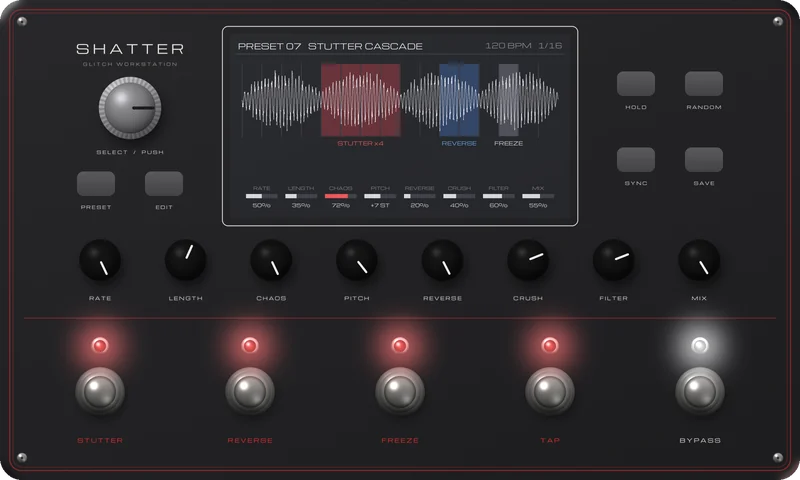 SHATTER
GLITCH WORKSTATION
SELECT / PUSH
PRESET EDIT
PRESET 07 STUTTER CASCADE 120 BPM 1/16
STUTTER x4 REVERSE FREEZE
RATE LENGTH CHAOS PITCH REVERSE CRUSH FILTER MIX
50% 35% 72% +7 ST 20% 40% 60% 55%
HOLD RANDOM
SYNC SAVE
RATE LENGTH CHAOS PITCH REVERSE CRUSH FILTER MIX
STUTTER REVERSE FREEZE TAP BYPASS